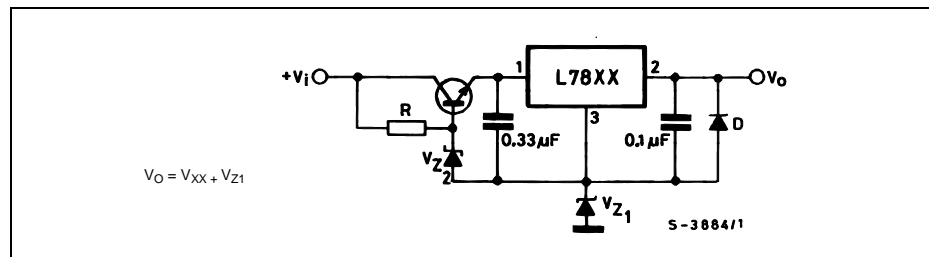 +Vi
R
VZ2
1
L78XX
2
3
0.33µF
0.1µF
D
Vo
VZ1
VO = VXX + VZ1
S-3884/1